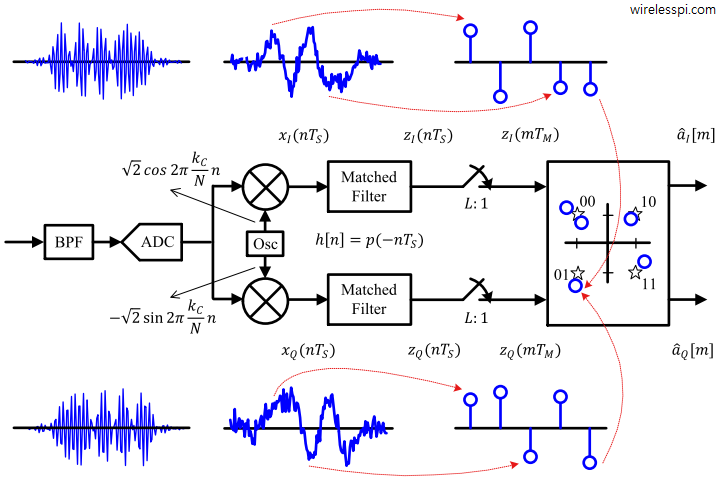 wirelesspi.com
x_I(nT_S) z_I(nT_S) z_I(mT_M) â_I[m]
√2 cos 2π k_C/N n
Matched
Filter
L: 1
00 10
BPF ADC Osc h[n] = p(−nT_S)
01 11
−√2 sin 2π k_C/N n
Matched
Filter
L: 1
x_Q(nT_S) z_Q(nT_S) z_Q(mT_M) â_Q[m]